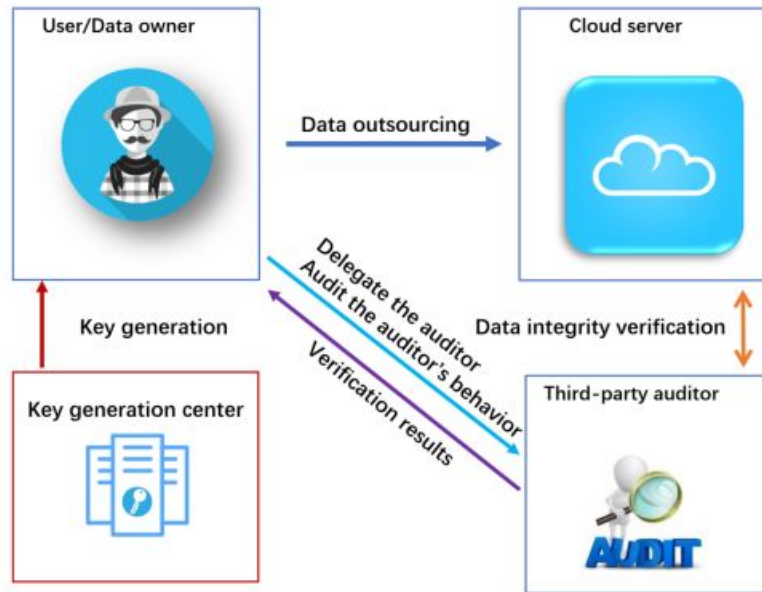 User/Data owner
Cloud server
Data outsourcing
Delegate the auditor
Audit the auditor's behavior
Verification results
Key generation
Data integrity verification
Key generation center
Third-party auditor
AUDIT